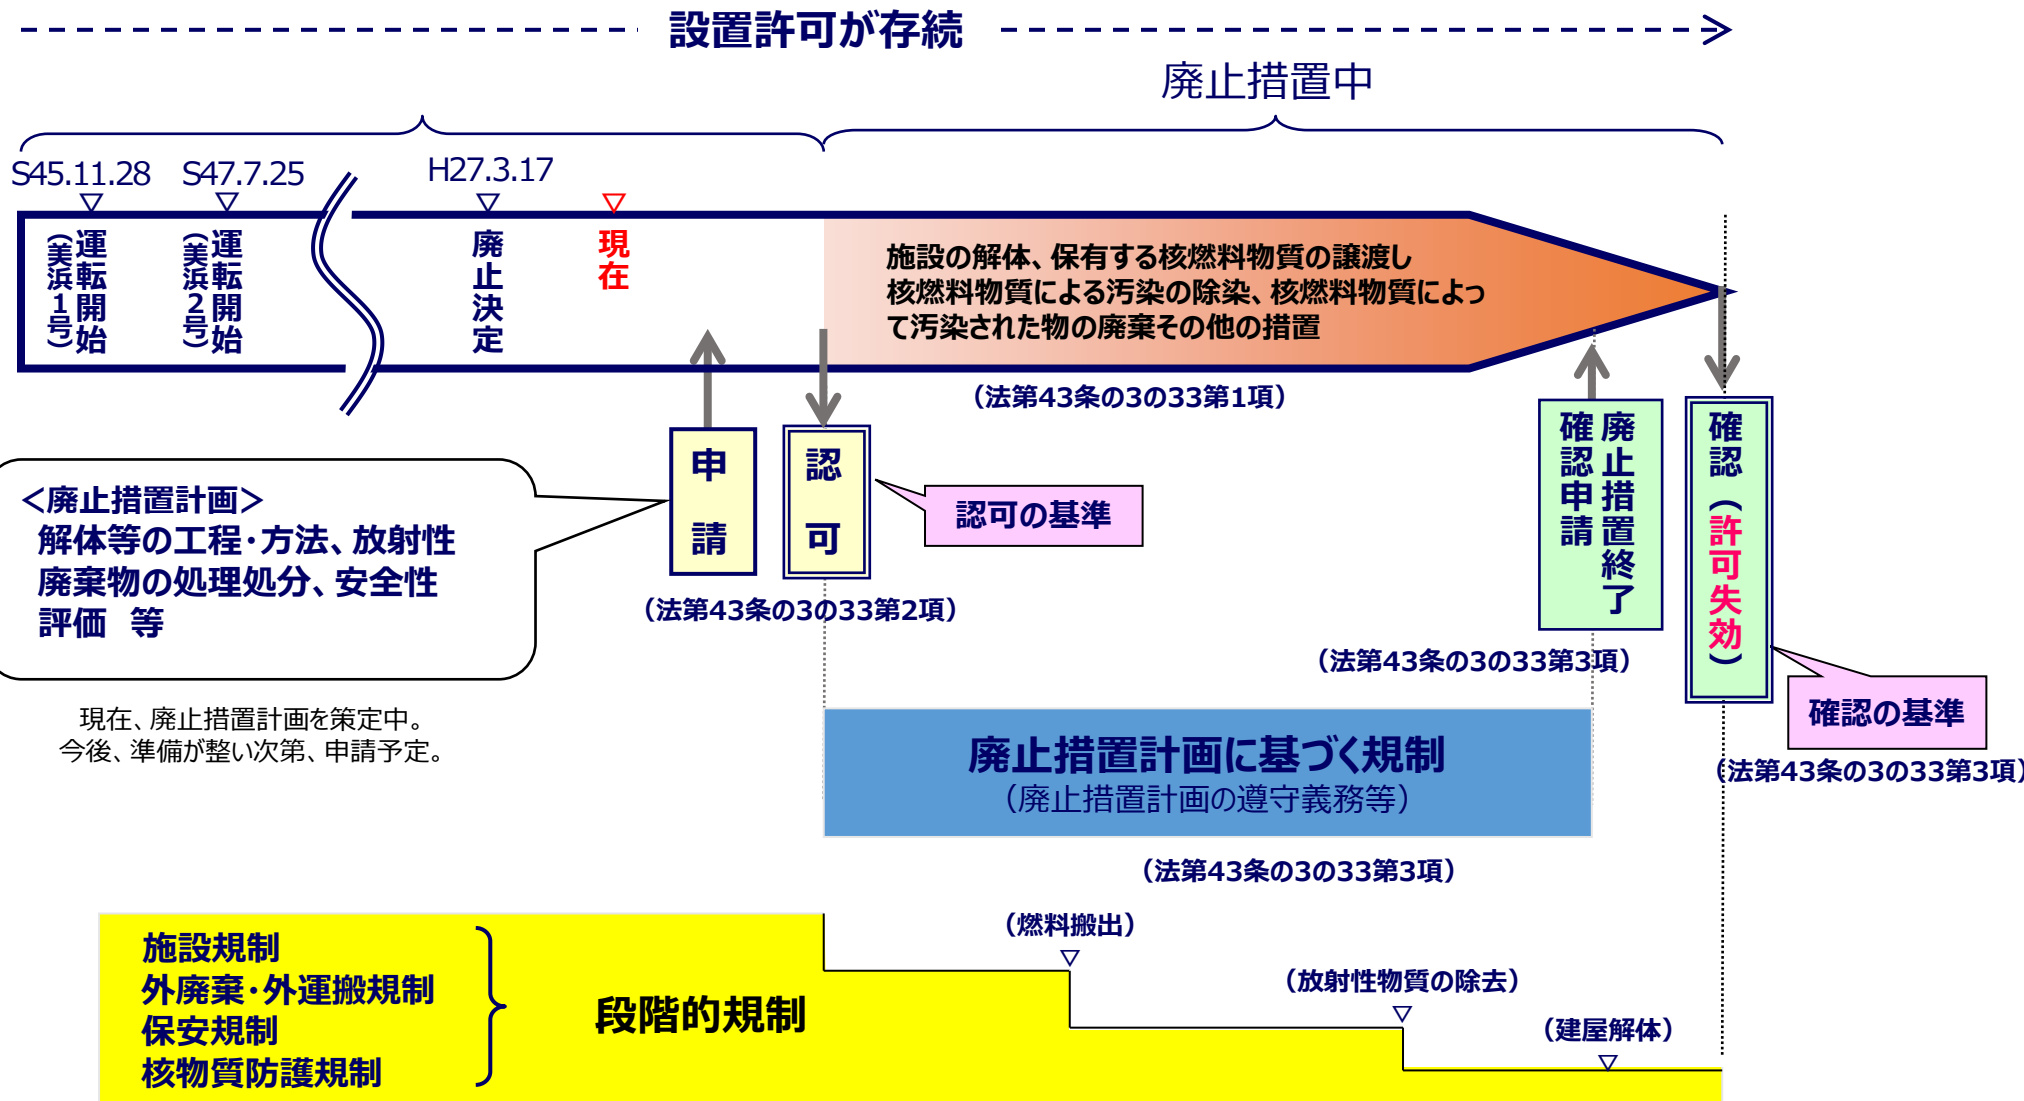 設置許可が存続
廃止措置中
S45.11.28
S47.7.25
H27.3.17
運転開始
（美浜１号）
運転開始
（美浜２号）
廃止決定
現在
施設の解体、保有する核燃料物質の譲渡し
核燃料物質による汚染の除染、核燃料物質によっ
て汚染された物の廃棄その他の措置
（法第43条の3の33第1項）
＜廃止措置計画＞
解体等の工程・方法、放射性
廃棄物の処理処分、安全性
評価　等
申請
認可
認可の基準
（法第43条の3の33第2項）
廃止措置終了
確認申請
確認（許可失効）
（法第43条の3の33第3項）
確認の基準
（法第43条の3の33第3項）
現在、廃止措置計画を策定中。
今後、準備が整い次第、申請予定。
廃止措置計画に基づく規制
（廃止措置計画の遵守義務等）
（法第43条の3の33第3項）
施設規制
外廃棄・外運搬規制
保安規制
核物質防護規制
段階的規制
（燃料搬出）
（放射性物質の除去）
（建屋解体）